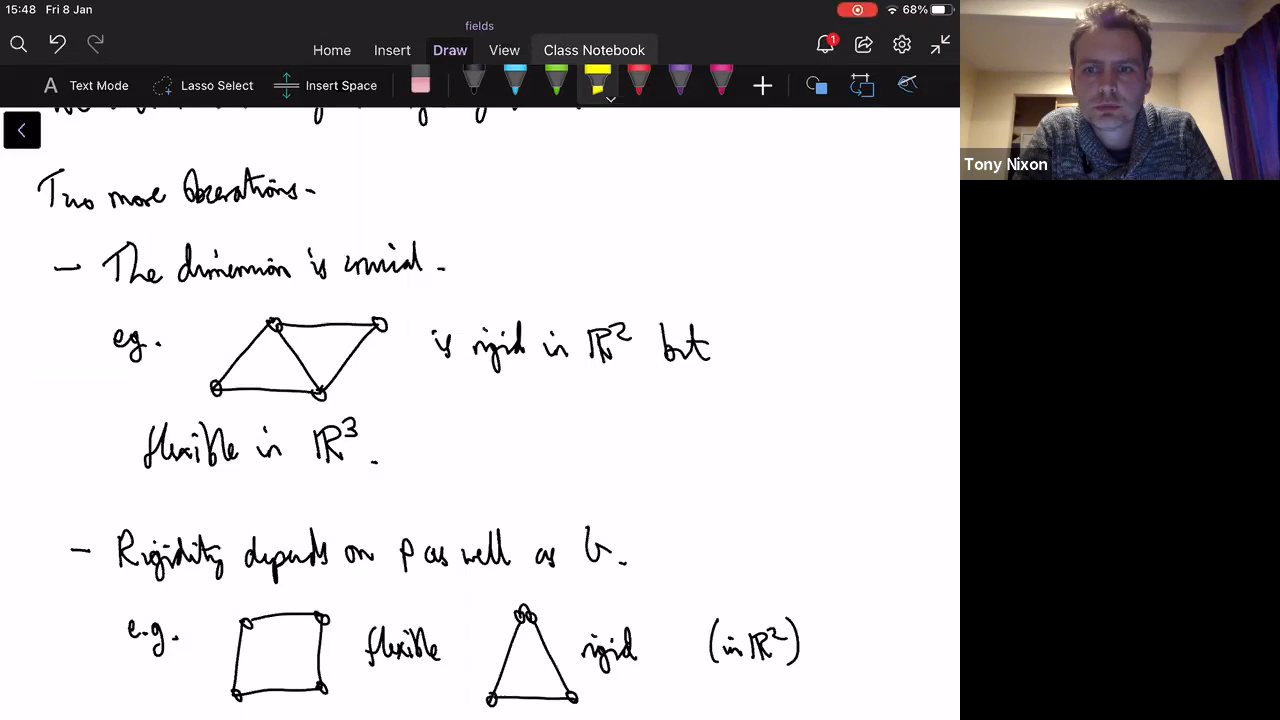 15:48 Fri 8 Jan
68%
fields
Home Insert Draw View Class Notebook
1
A Text Mode Lasso Select Insert Space
Tony Nixon
Two more Observations-
- The dimension is crucial.
eg. is rigid in ℝ² but
flexible in ℝ³.
- Rigidity depends on p as well as G.
e.g. flexible rigid (in ℝ²)